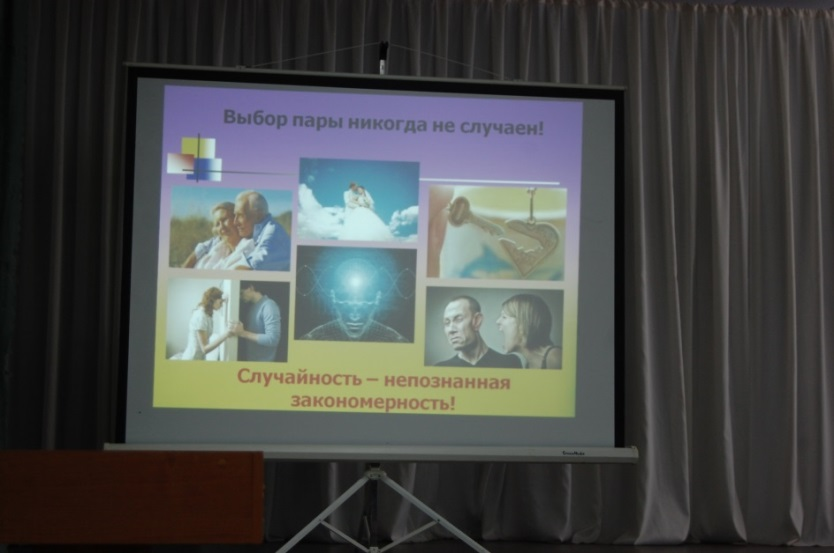 Выбор пары никогда не случаен!
Случайность – непознанная
закономерность!